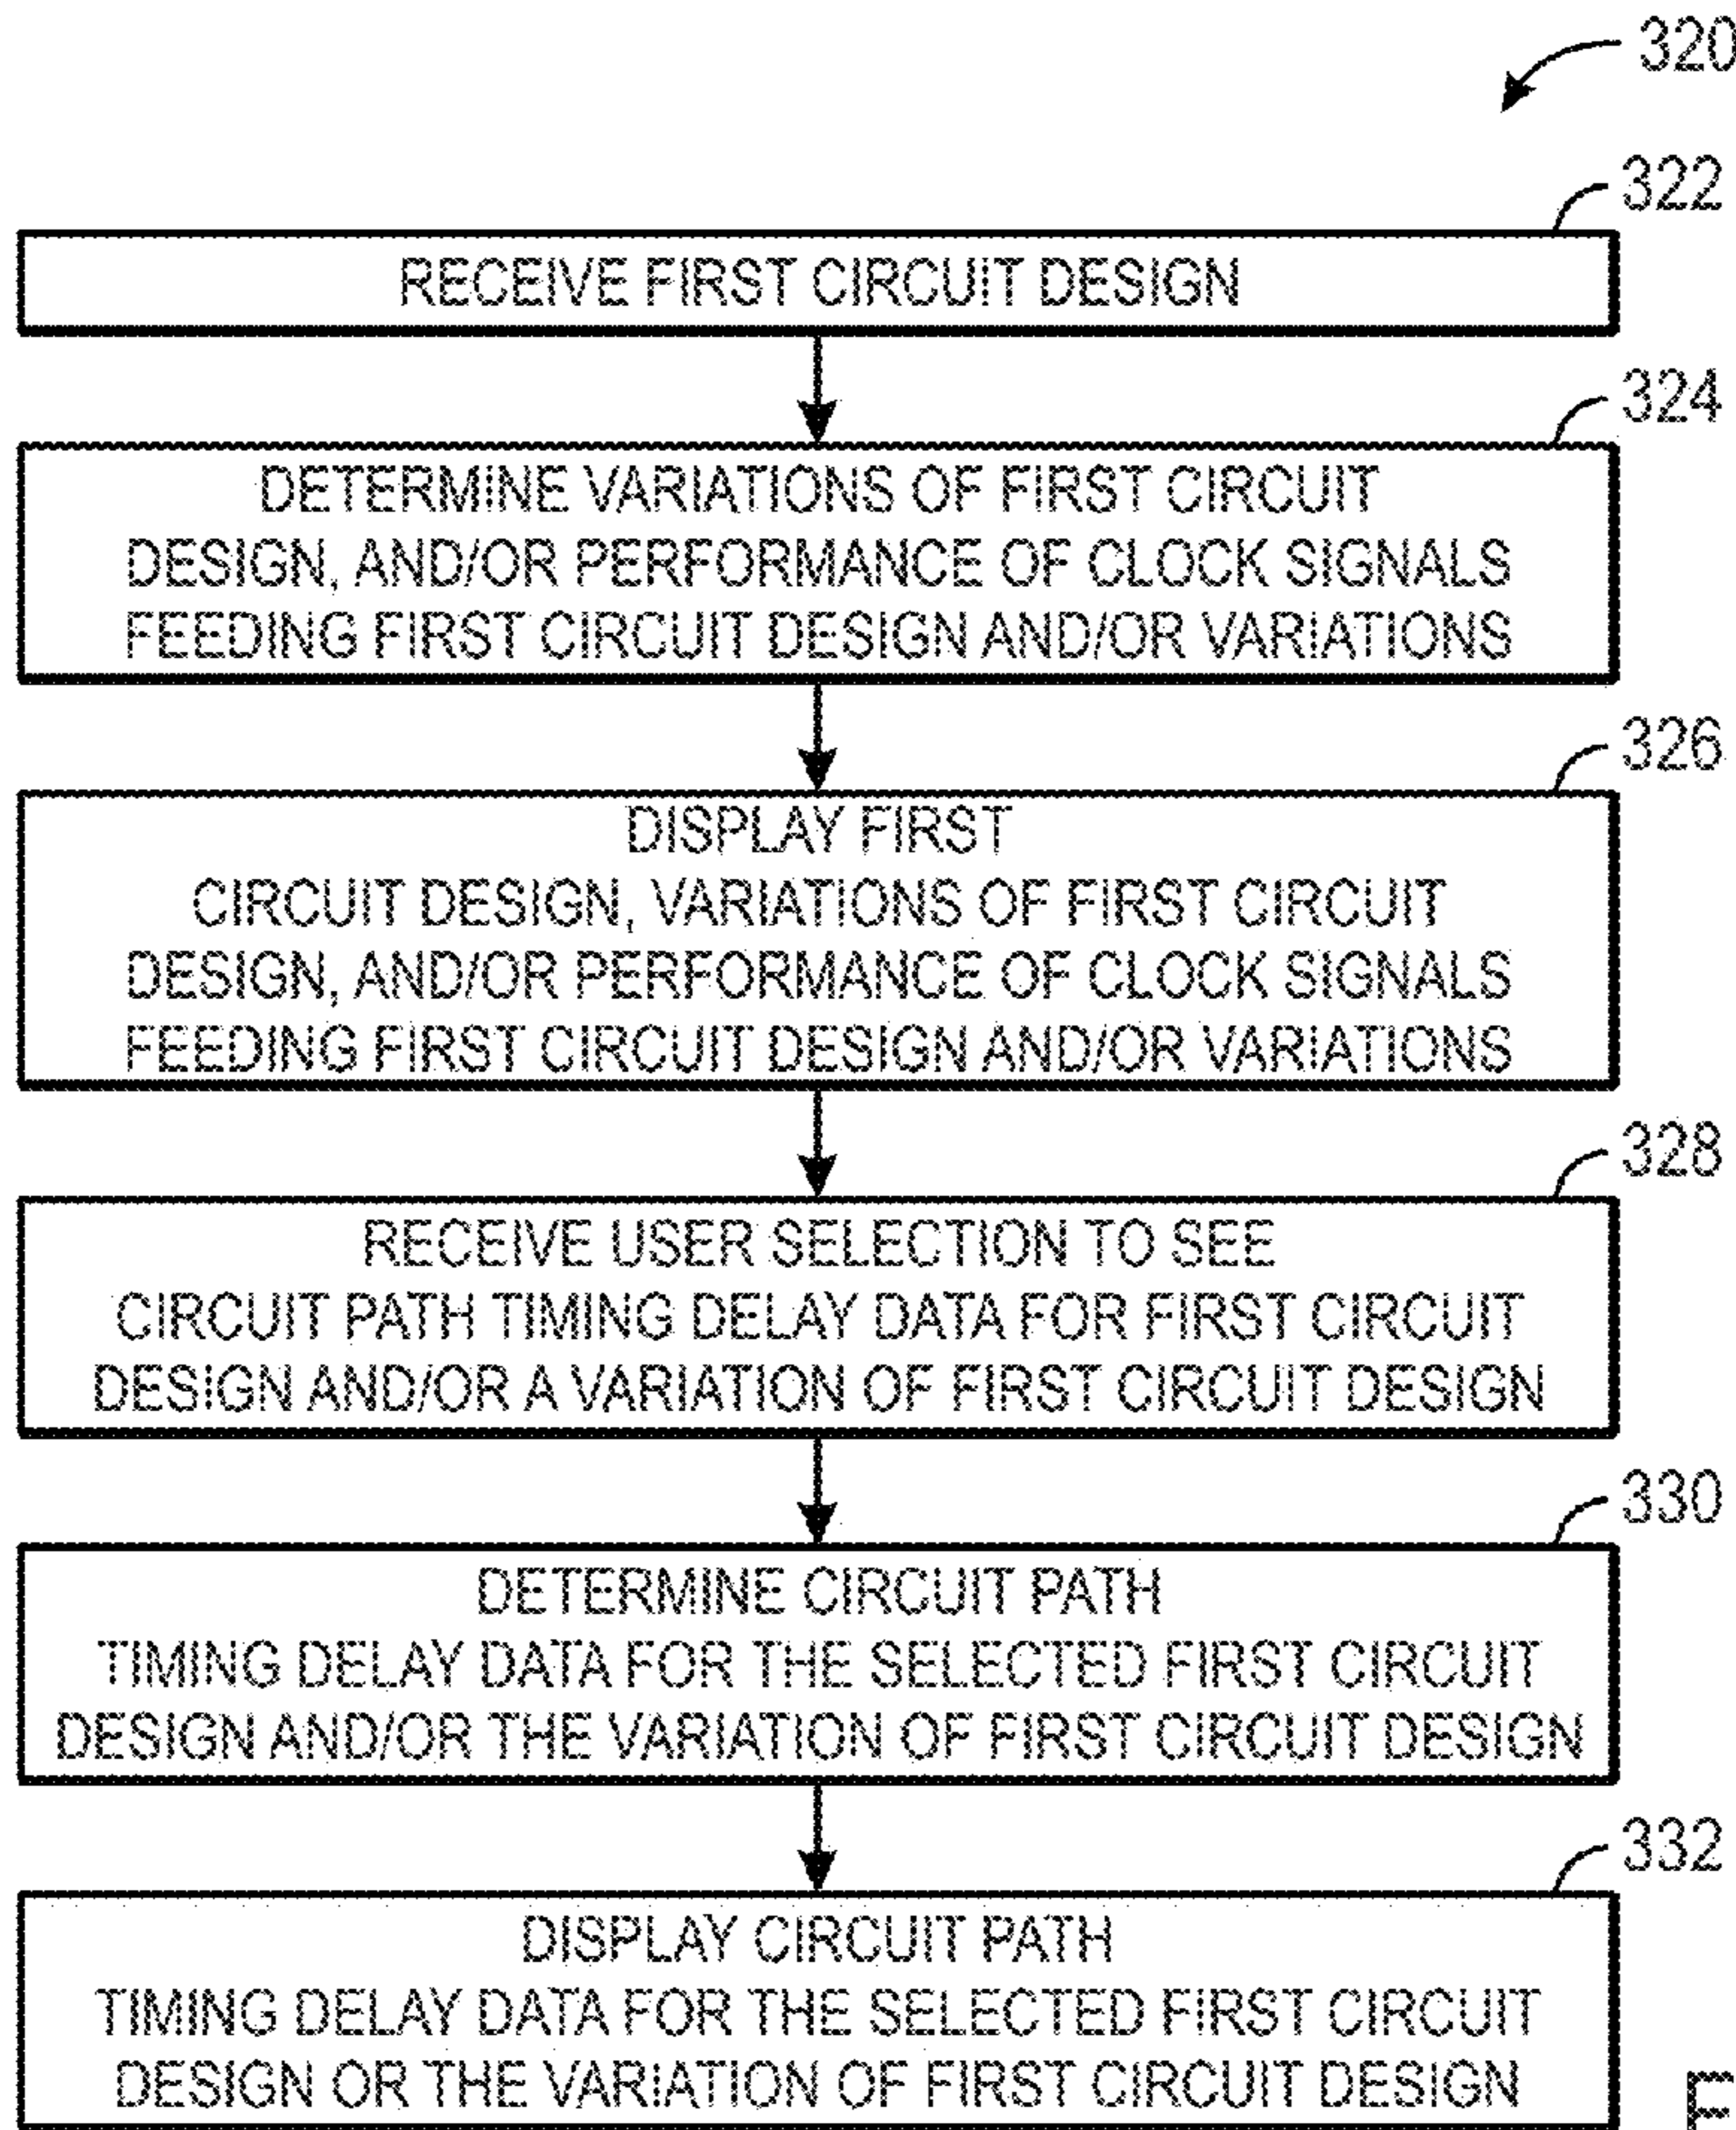 320
322
RECEIVE FIRST CIRCUIT DESIGN
324
DETERMINE VARIATIONS OF FIRST CIRCUIT
DESIGN, AND/OR PERFORMANCE OF CLOCK SIGNALS
FEEDING FIRST CIRCUIT DESIGN AND/OR VARIATIONS
326
DISPLAY FIRST
CIRCUIT DESIGN, VARIATIONS OF FIRST CIRCUIT
DESIGN, AND/OR PERFORMANCE OF CLOCK SIGNALS
FEEDING FIRST CIRCUIT DESIGN AND/OR VARIATIONS
328
RECEIVE USER SELECTION TO SEE
CIRCUIT PATH TIMING DELAY DATA FOR FIRST CIRCUIT
DESIGN AND/OR A VARIATION OF FIRST CIRCUIT DESIGN
330
DETERMINE CIRCUIT PATH
TIMING DELAY DATA FOR THE SELECTED FIRST CIRCUIT
DESIGN AND/OR THE VARIATION OF FIRST CIRCUIT DESIGN
332
DISPLAY CIRCUIT PATH
TIMING DELAY DATA FOR THE SELECTED FIRST CIRCUIT
DESIGN OR THE VARIATION OF FIRST CIRCUIT DESIGN